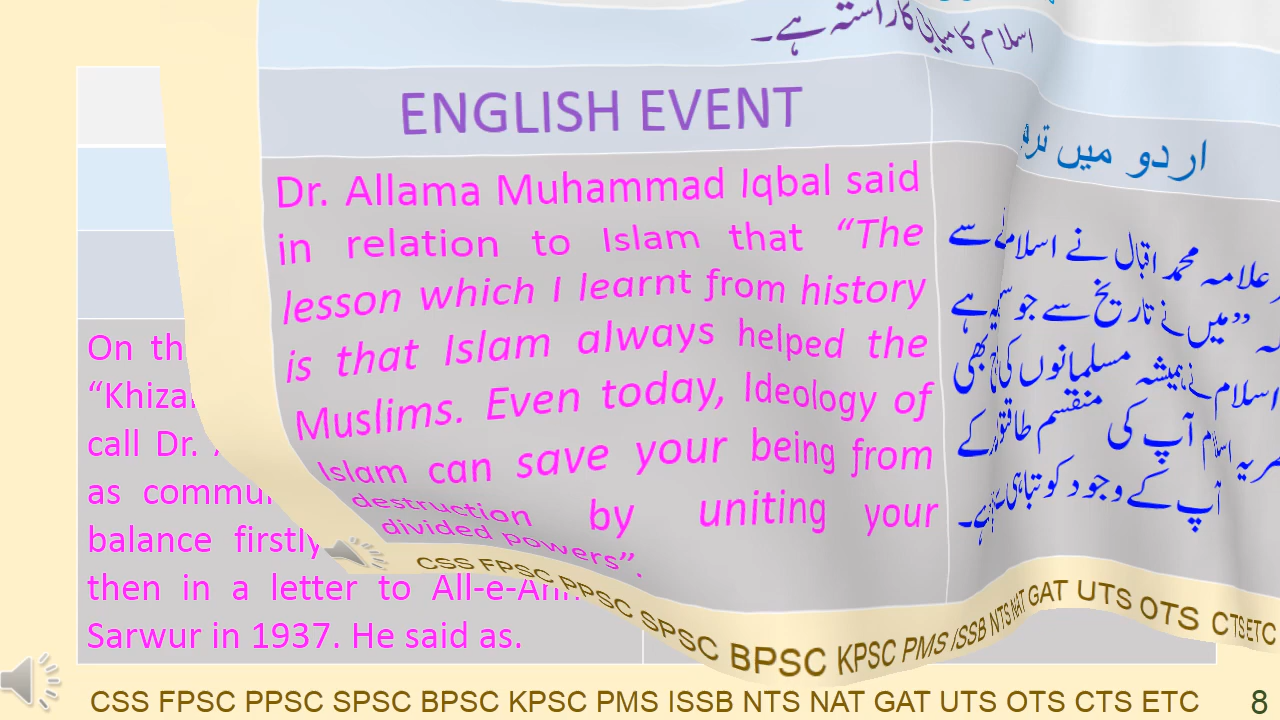 اسلام کامیابی کا راستہ ہے۔
ENGLISH EVENT
اردو میں
Dr. Allama Muhammad Iqbal said
in relation to Islam that “The
lesson which I learnt from history
is that Islam always helped the
Muslims. Even today, Ideology of
Islam can save your being from
destruction by uniting your
divided powers”.
علامہ محمد اقبال نے اسلام سے
“میں نے تاریخ سے جو ہے
اسلام نے ہمیشہ مسلمانوں کی
آپ کی منقسم
آپ کے وجود کو تباہی
CSS FPSC PPSC SPSC BPSC KPSC PMS ISSB NTS NAT GAT UTS OTS CTS ETC
On th
“Khiza
call Dr.
as commu
balance firstly
then in a letter to All-e-Ah
Sarwur in 1937. He said as.
CSS FPSC PPSC SPSC BPSC KPSC PMS ISSB NTS NAT GAT UTS OTS CTS ETC 8